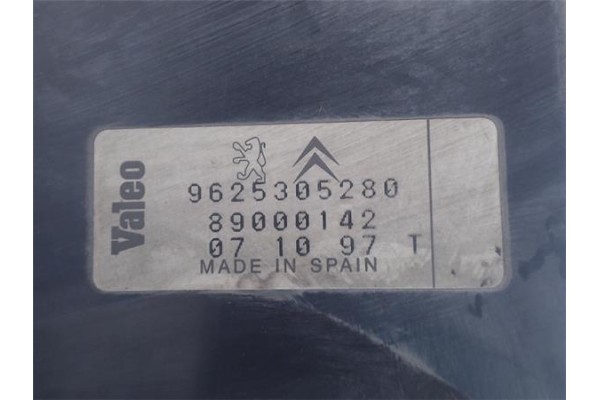 Valeo
9625305280
89000142
07 10 97 T
MADE IN SPAIN